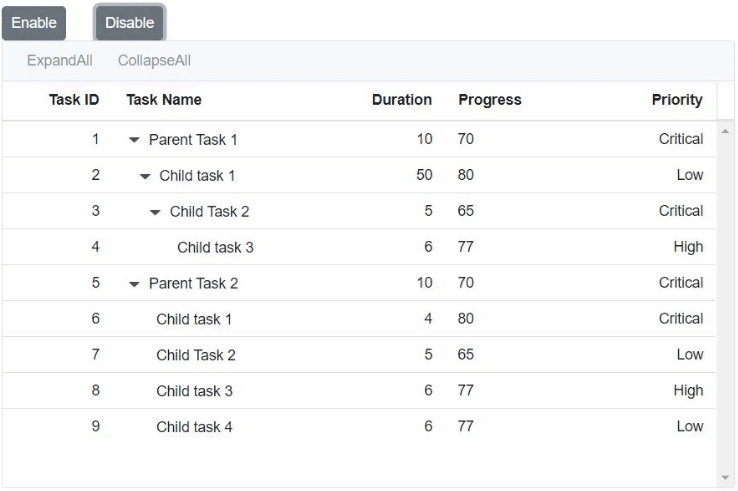 Enable Disable
ExpandAll CollapseAll
Task ID Task Name Duration Progress Priority
1 Parent Task 1 10 70 Critical
2 Child task 1 50 80 Low
3 Child Task 2 5 65 Critical
4 Child task 3 6 77 High
5 Parent Task 2 10 70 Critical
6 Child task 1 4 80 Critical
7 Child Task 2 5 65 Low
8 Child task 3 6 77 High
9 Child task 4 6 77 Low